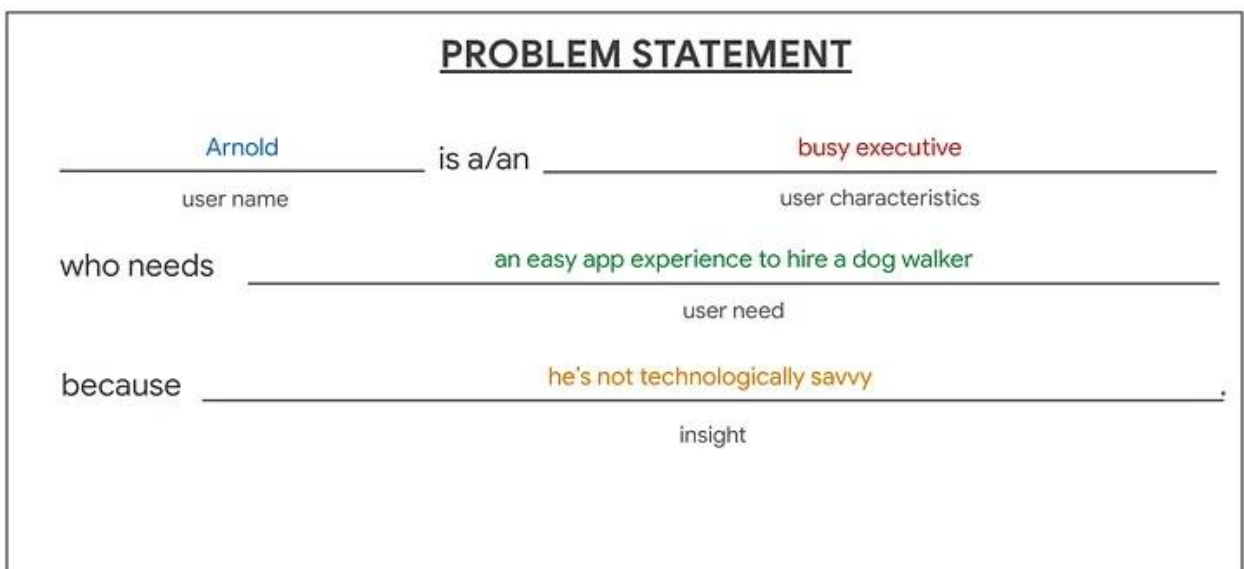 PROBLEM STATEMENT
Arnold is a/an busy executive
user name user characteristics
who needs an easy app experience to hire a dog walker
user need
because he's not technologically savvy.
insight